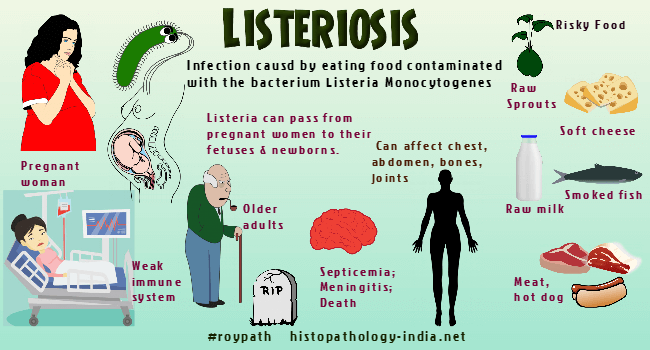 LISTERIOSIS
Infection causd by eating food contaminated
with the bacterium Listeria Monocytogenes
Risky Food
Raw
Sprouts
Soft cheese
Listeria can pass from
pregnant women to their
fetuses & newborns.
Can affect chest,
abdomen, bones,
joints
Pregnant
woman
Older
adults
Raw milk
Smoked fish
Weak
immune
system
RIP
Septicemia;
Meningitis;
Death
Meat,
hot dog
#roypath histopathology-india.net